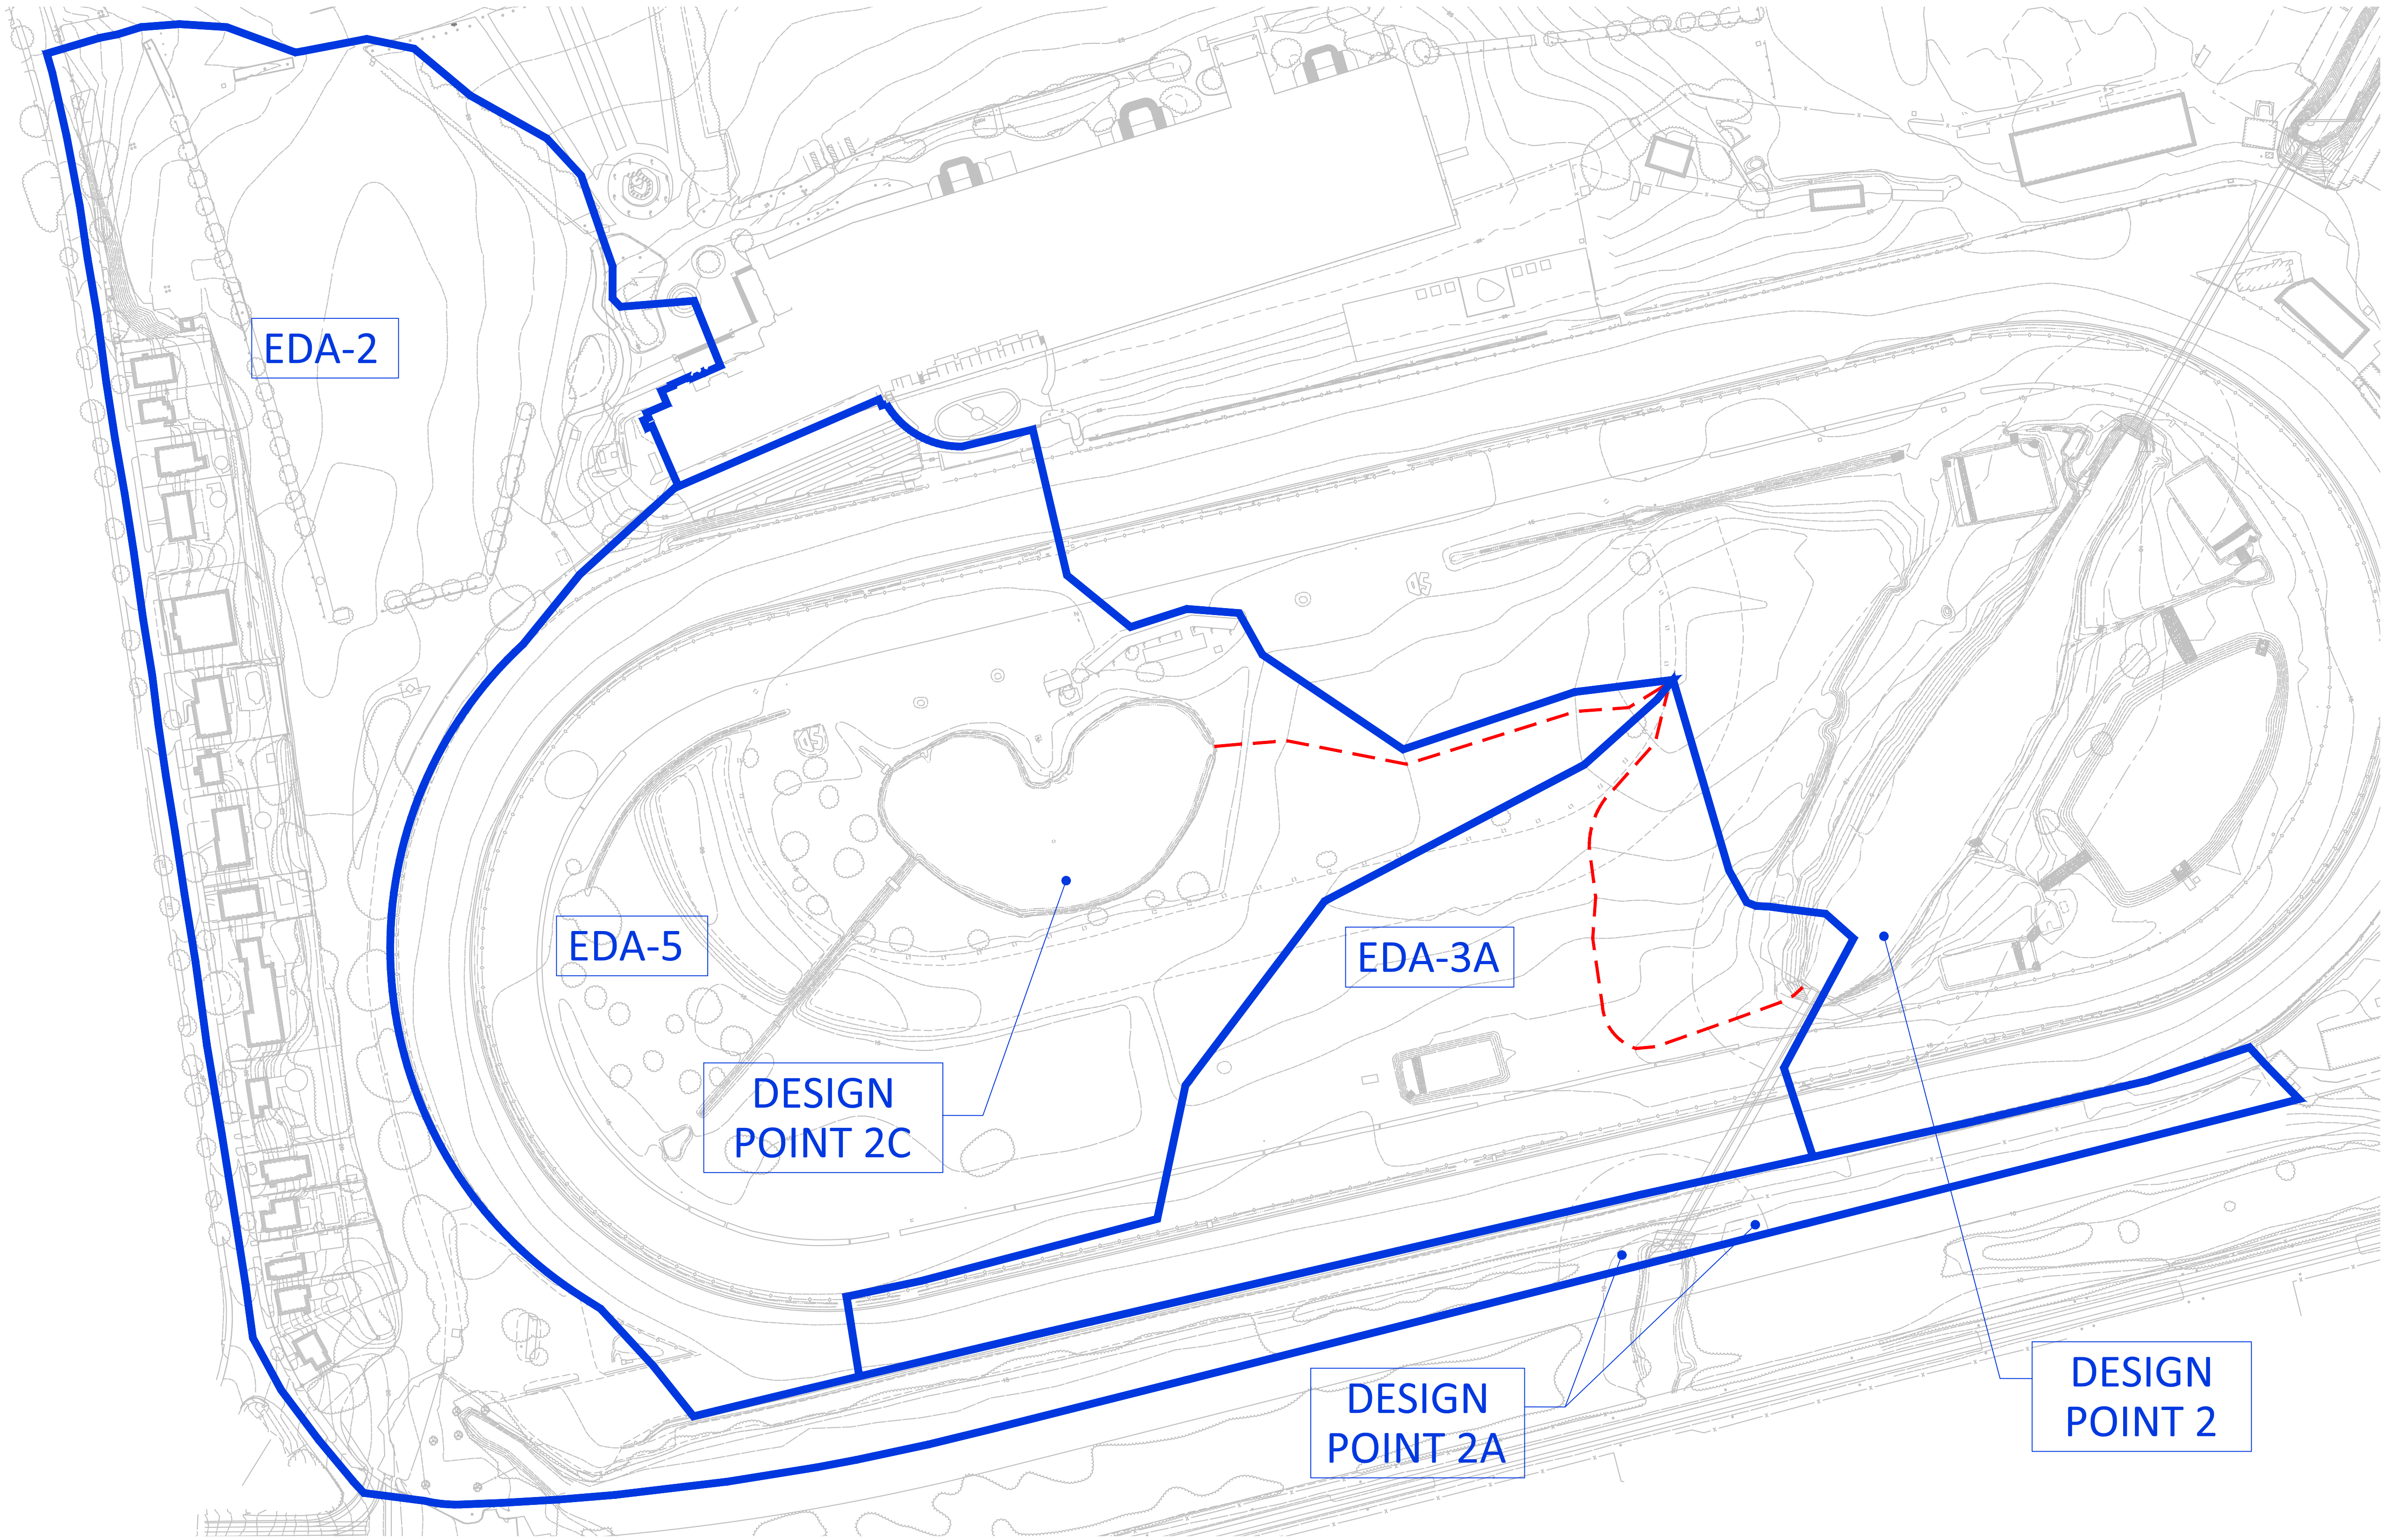 EDA-2
EDA-5
EDA-3A
DESIGN
POINT 2C
DESIGN
POINT 2A
DESIGN
POINT 2